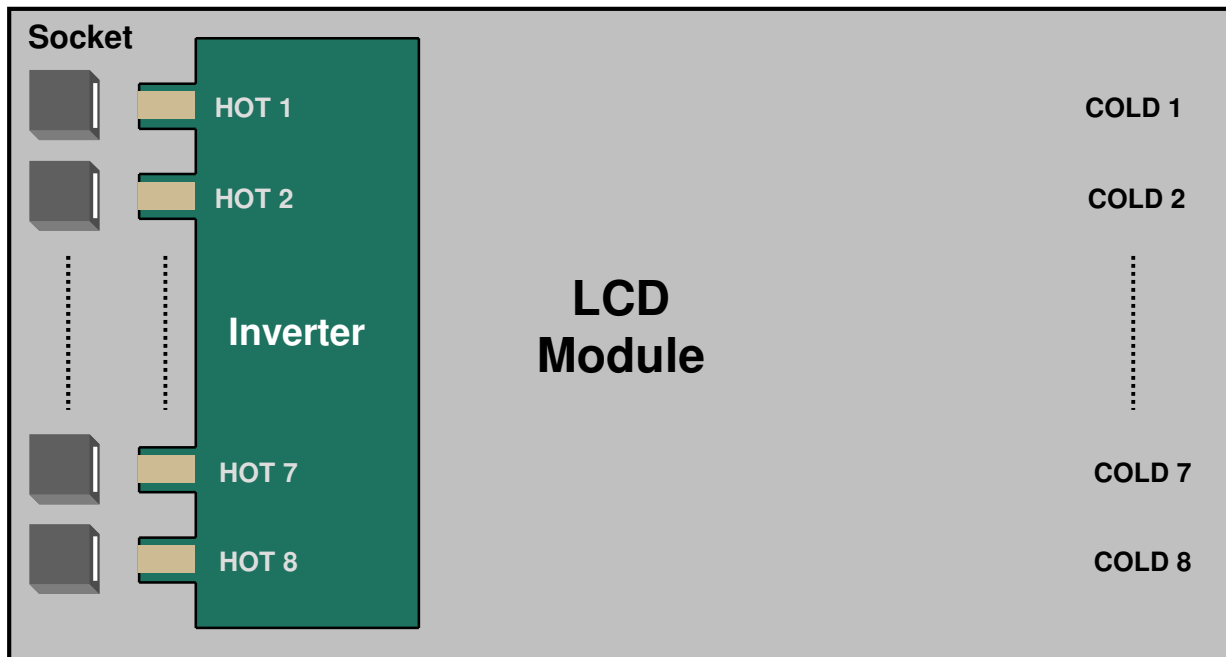 Socket
HOT 1
COLD 1
HOT 2
COLD 2
LCD
Module
Inverter
HOT 7
COLD 7
HOT 8
COLD 8